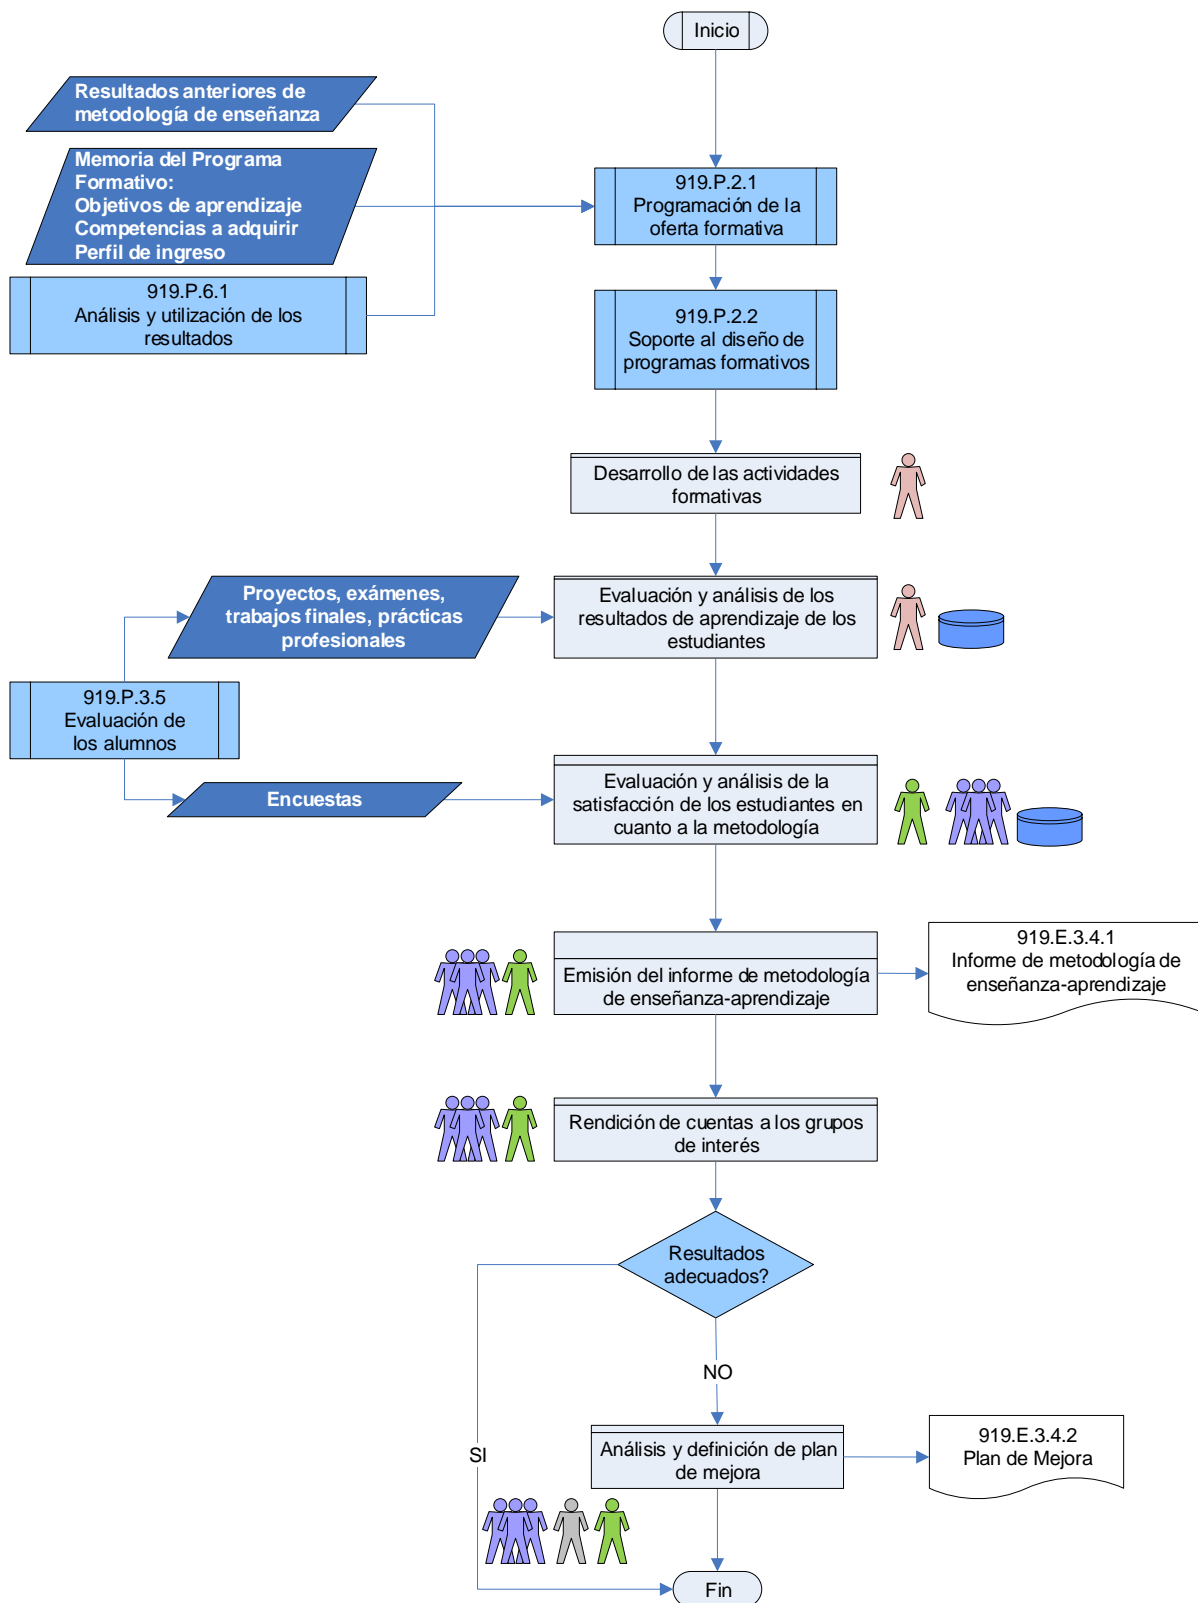 Inicio
Resultados anteriores de
metodología de enseñanza
Memoria del Programa
Formativo:
Objetivos de aprendizaje
Competencias a adquirir
Perfil de ingreso
919.P.2.1
Programación de la
oferta formativa
919.P.6.1
Análisis y utilización de los
resultados
919.P.2.2
Soporte al diseño de
programas formativos
Desarrollo de las actividades
formativas
Proyectos, exámenes,
trabajos finales, prácticas
profesionales
Evaluación y análisis de los
resultados de aprendizaje de los
estudiantes
919.P.3.5
Evaluación de
los alumnos
Encuestas
Evaluación y análisis de la
satisfacción de los estudiantes en
cuanto a la metodología
Emisión del informe de metodología
de enseñanza-aprendizaje
919.E.3.4.1
Informe de metodología de
enseñanza-aprendizaje
Rendición de cuentas a los grupos
de interés
Resultados
adecuados?
NO
SI
Análisis y definición de plan
de mejora
919.E.3.4.2
Plan de Mejora
Fin